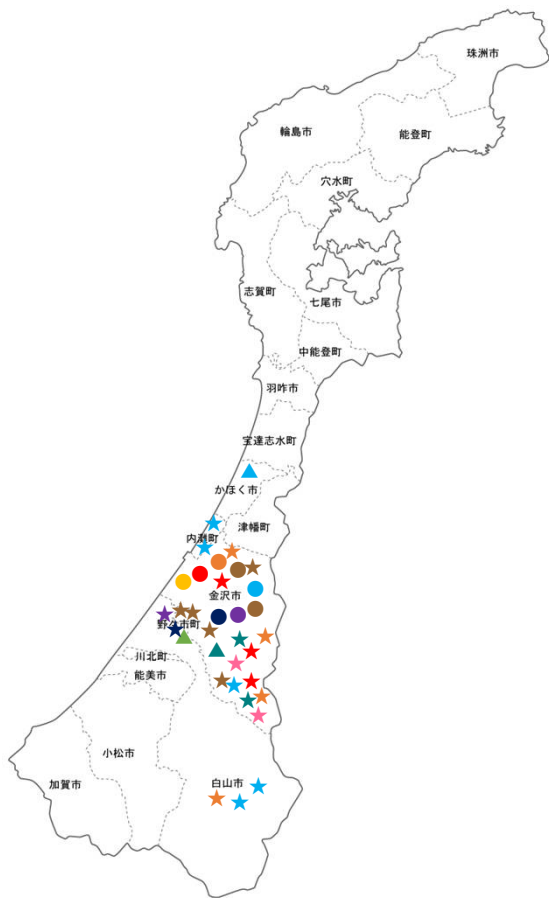 珠洲市
輪島市
能登町
穴水町
志賀町
七尾市
中能登町
羽咋市
宝達志水町
かほく市
津幡町
内灘町
金沢市
野々市町
川北町
能美市
小松市
加賀市
白山市